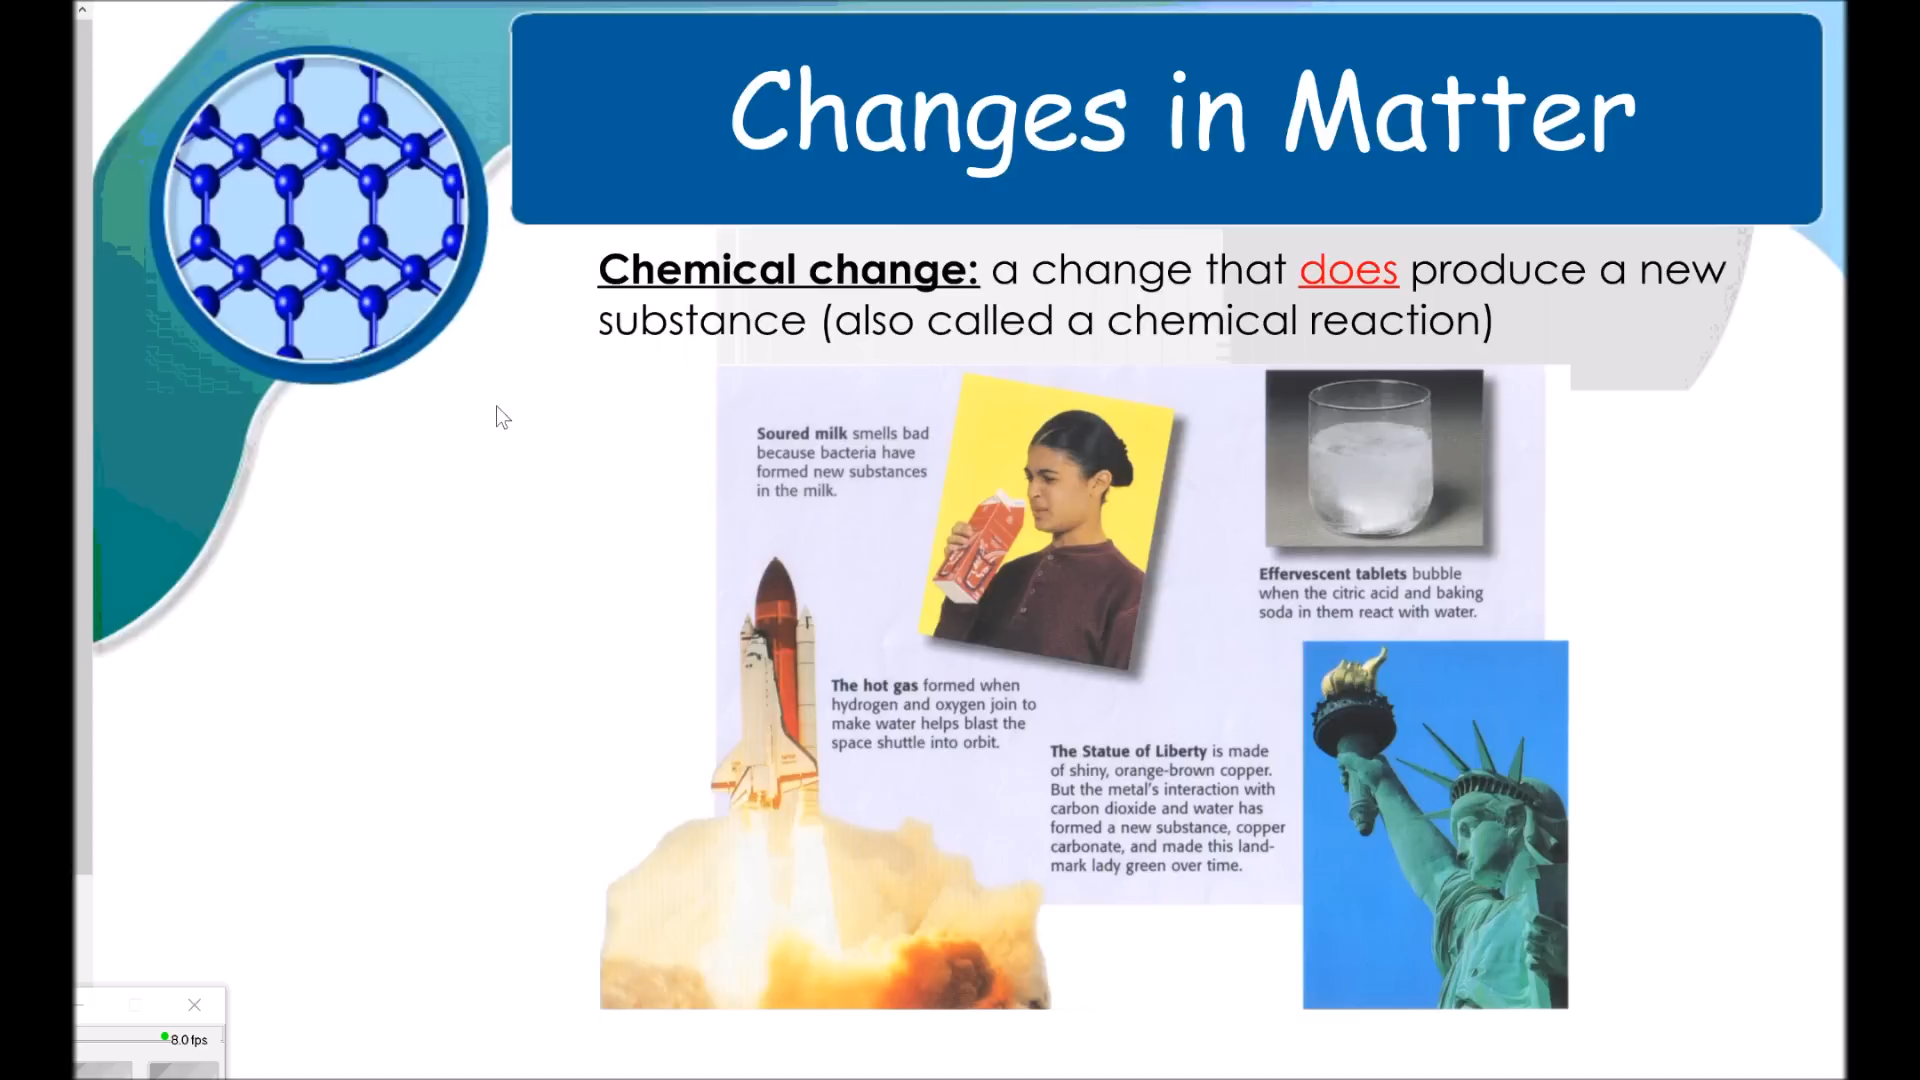 Changes in Matter
Chemical change: a change that does produce a new
substance (also called a chemical reaction)
Soured milk smells bad
because bacteria have
formed new substances
in the milk.
Effervescent tablets bubble
when the citric acid and baking
soda in them react with water.
The hot gas formed when
hydrogen and oxygen join to
make water helps blast the
space shuttle into orbit.
The Statue of Liberty is made
of shiny, orange-brown copper.
But the metal's interaction with
carbon dioxide and water has
formed a new substance, copper
carbonate, and made this land-
mark lady green over time.
8.0 fps